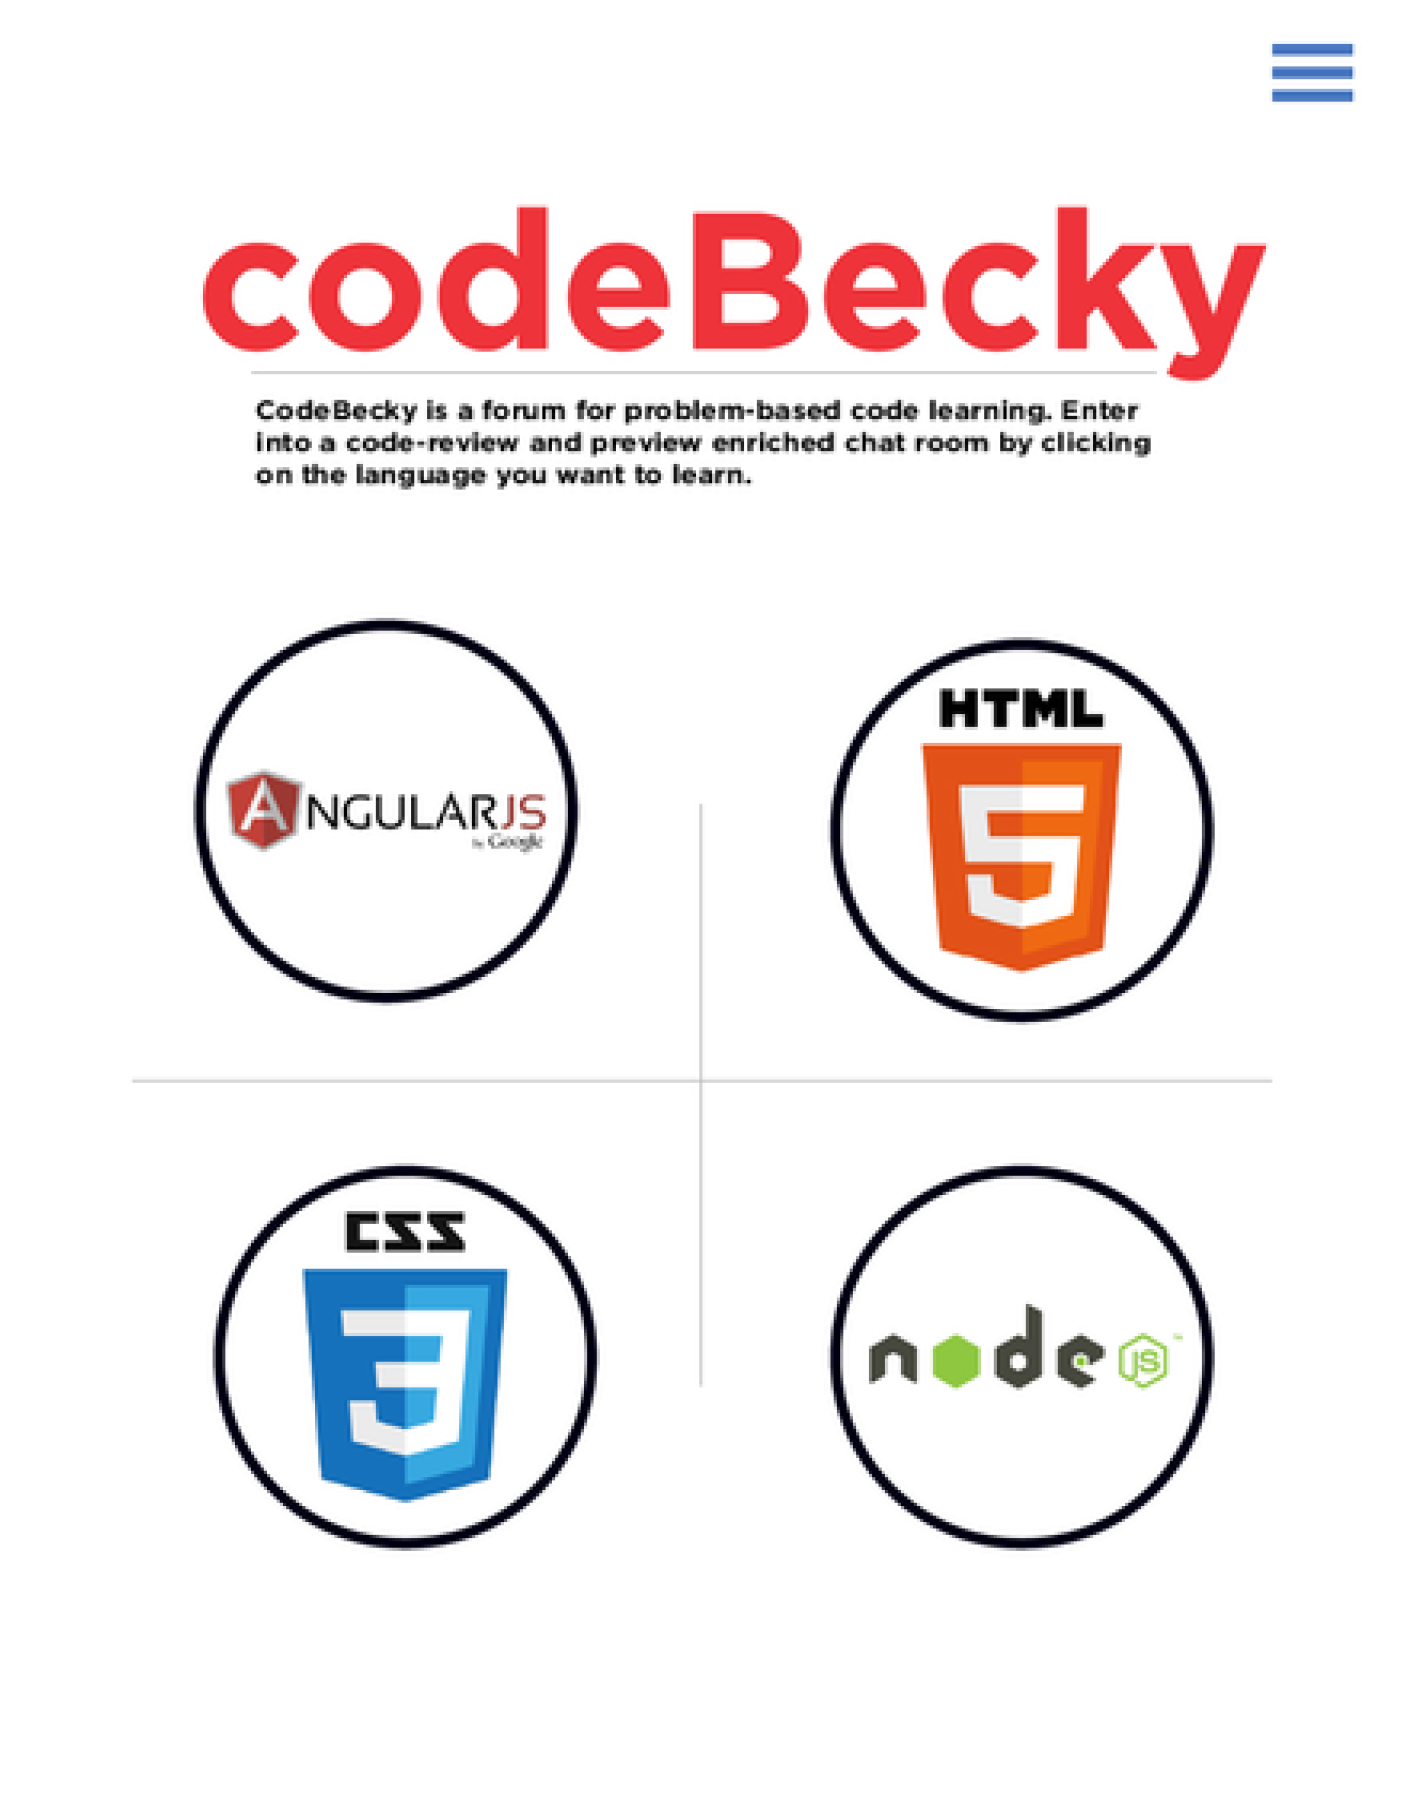 codeBecky
CodeBecky is a forum for problem-based code learning. Enter
into a code-review and preview enriched chat room by clicking
on the language you want to learn.
ANGULARJS
by Google
HTML
5
CSS
3
node JS™